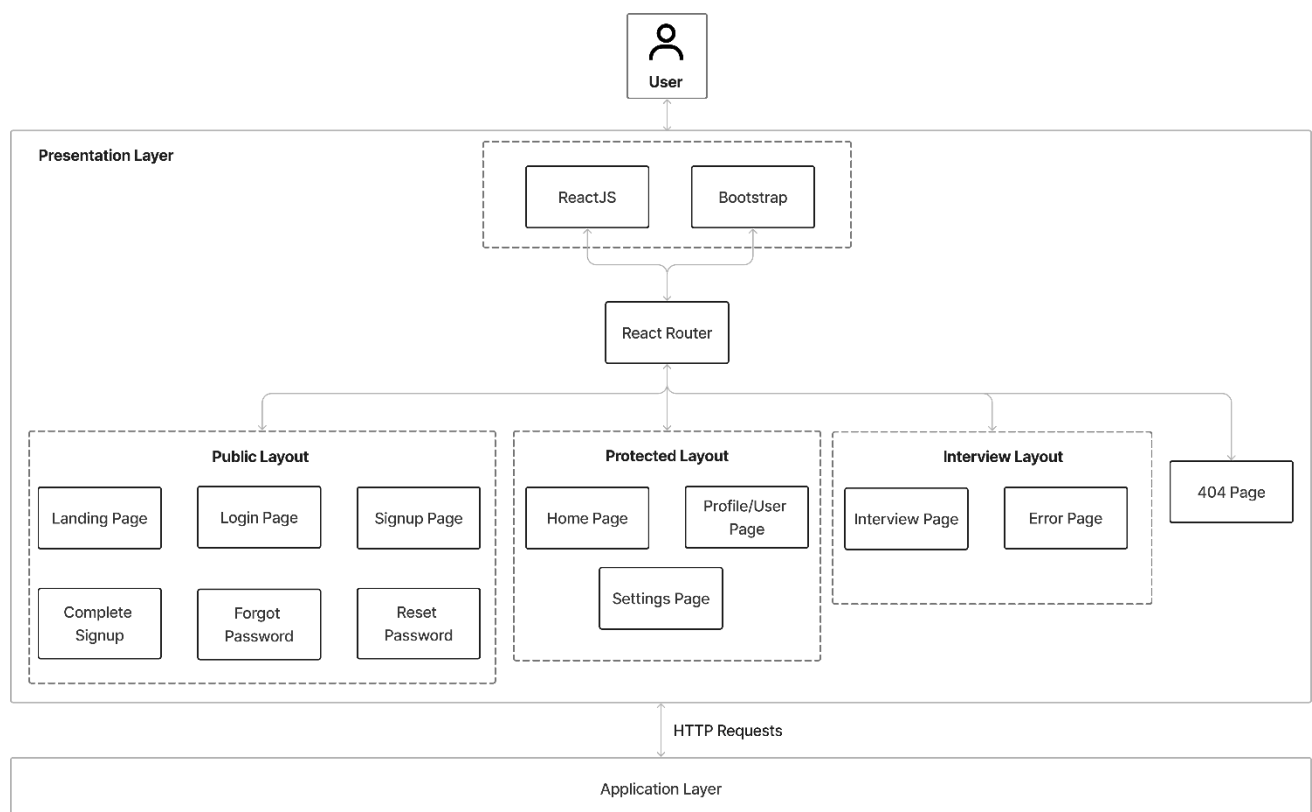 User
Presentation Layer
ReactJS
Bootstrap
React Router
Public Layout
Landing Page
Login Page
Signup Page
Complete
Signup
Forgot
Password
Reset
Password
Protected Layout
Home Page
Profile/User
Page
Settings Page
Interview Layout
Interview Page
Error Page
404 Page
HTTP Requests
Application Layer